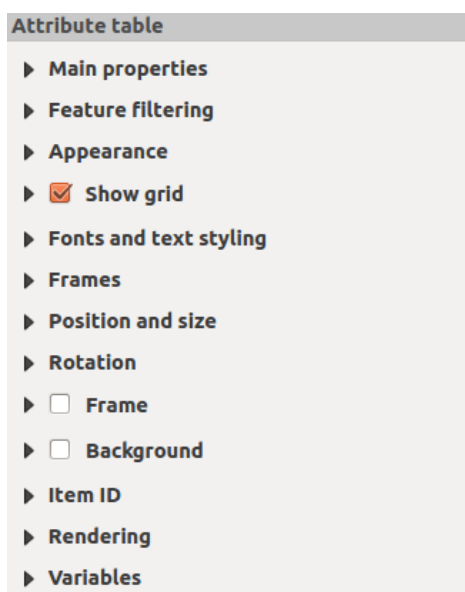 Attribute table
Main properties
Feature filtering
Appearance
Show grid
Fonts and text styling
Frames
Position and size
Rotation
Frame
Background
Item ID
Rendering
Variables